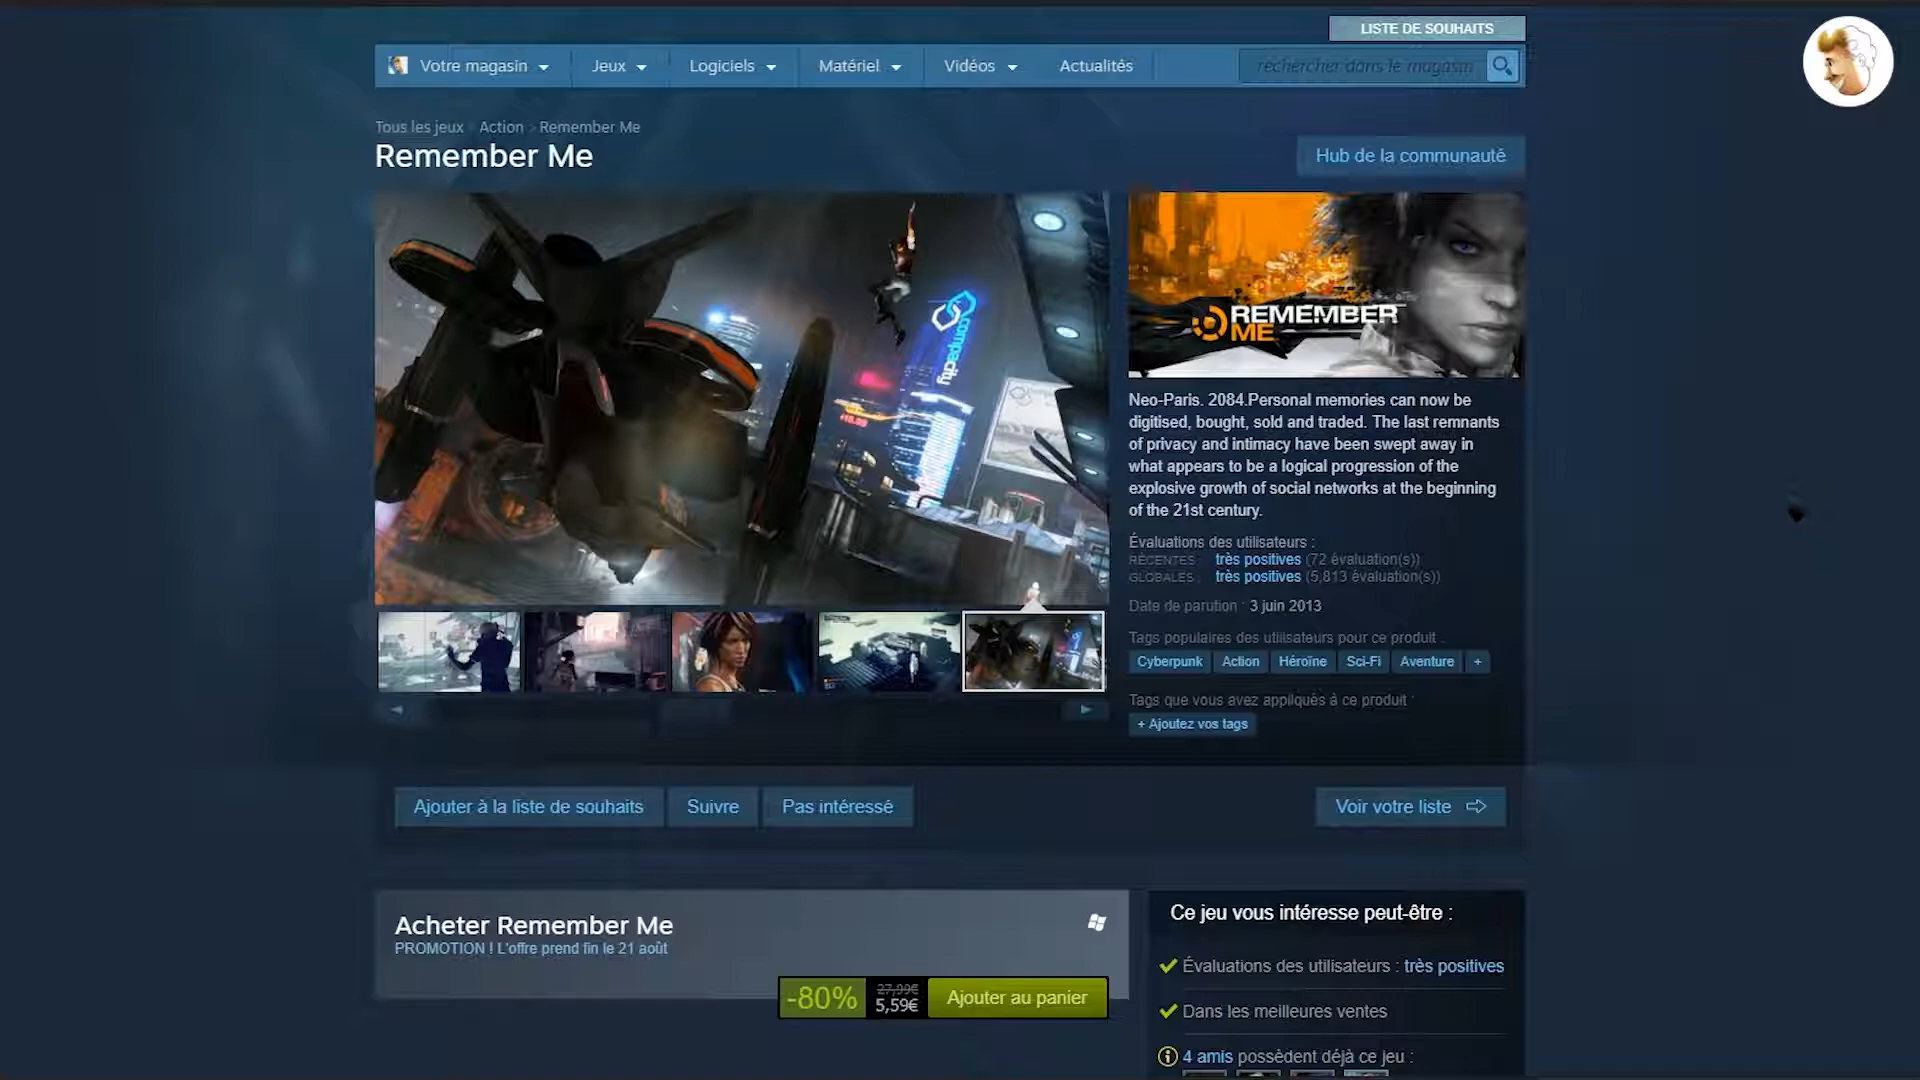 LISTE DE SOUHAITS
Votre magasin
Jeux
Logiciels
Matériel
Vidéos
Actualités
rechercher dans le magasin
Tous les jeux > Action > Remember Me
Remember Me
Hub de la communauté
compacity
REMEMBER
ME
Neo-Paris. 2084.Personal memories can now be
digitised, bought, sold and traded. The last remnants
of privacy and intimacy have been swept away in
what appears to be a logical progression of the
explosive growth of social networks at the beginning
of the 21st century.
Évaluations des utilisateurs :
RÉCENTES : très positives (72 évaluation(s))
GLOBALES : très positives (5,813 évaluation(s))
Date de parution : 3 juin 2013
Tags populaires des utilisateurs pour ce produit :
Cyberpunk Action Héroïne Sci-Fi Aventure +
Tags que vous avez appliqués à ce produit :
+ Ajoutez vos tags
Ajouter à la liste de souhaits
Suivre
Pas intéressé
Voir votre liste
Acheter Remember Me
PROMOTION ! L'offre prend fin le 21 août
-80%
27,99€
5,59€
Ajouter au panier
Ce jeu vous intéresse peut-être :
Évaluations des utilisateurs : très positives
Dans les meilleures ventes
4 amis possèdent déjà ce jeu :